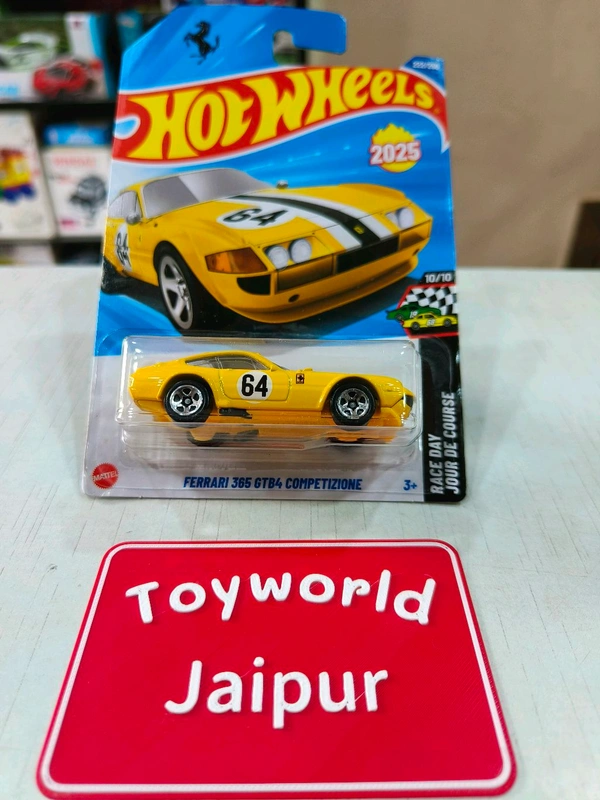 HOT WHEELS
2025
64
64
10/10
64
RACE DAY
JOUR DE COURSE
MATTEL
FERRARI 365 GTB4 COMPETIZIONE
3+
Toyworld
Jaipur